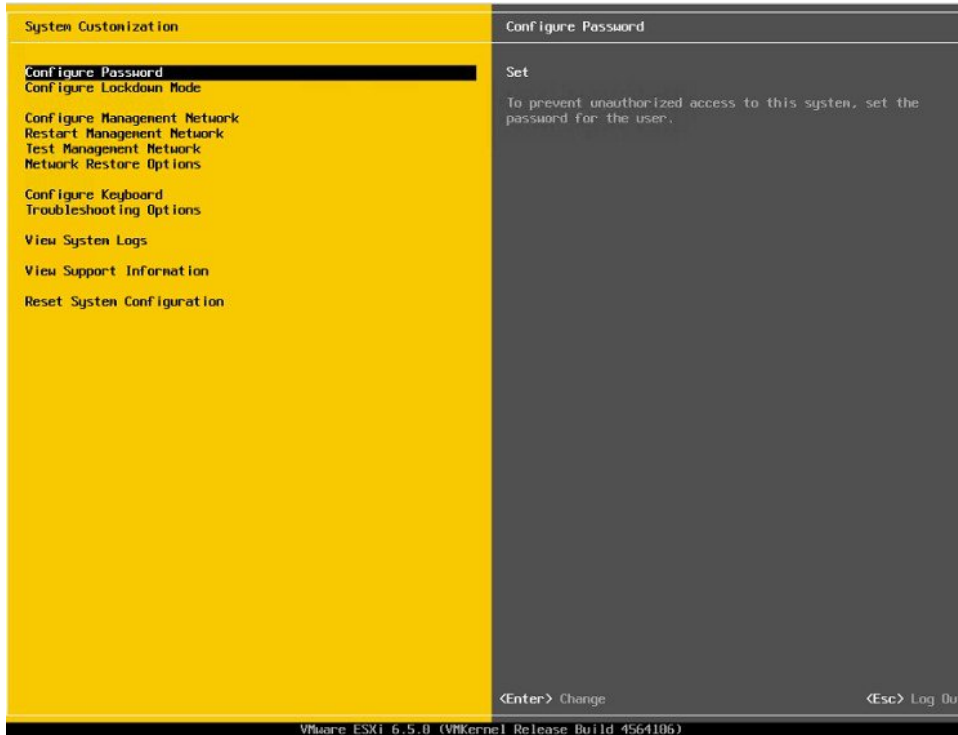 System Customization
Configure Password
Configure Lockdown Mode
Configure Management Network
Restart Management Network
Test Management Network
Network Restore Options
Configure Keyboard
Troubleshooting Options
View System Logs
View Support Information
Reset System Configuration
Configure Password
Set
To prevent unauthorized access to this system, set the
password for the user.
<Enter> Change
<Esc> Log Ou
VMware ESXi 6.5.0 (VMKernel Release Build 4564106)